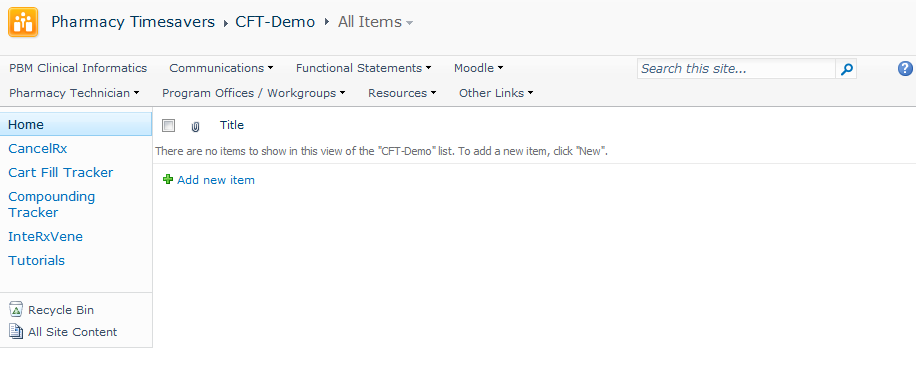 Pharmacy Timesavers CFT-Demo All Items
PBM Clinical Informatics Communications Functional Statements Moodle Search this site...
Pharmacy Technician Program Offices / Workgroups Resources Other Links
Home
CancelRx
Cart Fill Tracker
Compounding
Tracker
InteRxVene
Tutorials
Recycle Bin
All Site Content
Title
There are no items to show in this view of the "CFT-Demo" list. To add a new item, click "New".
Add new item